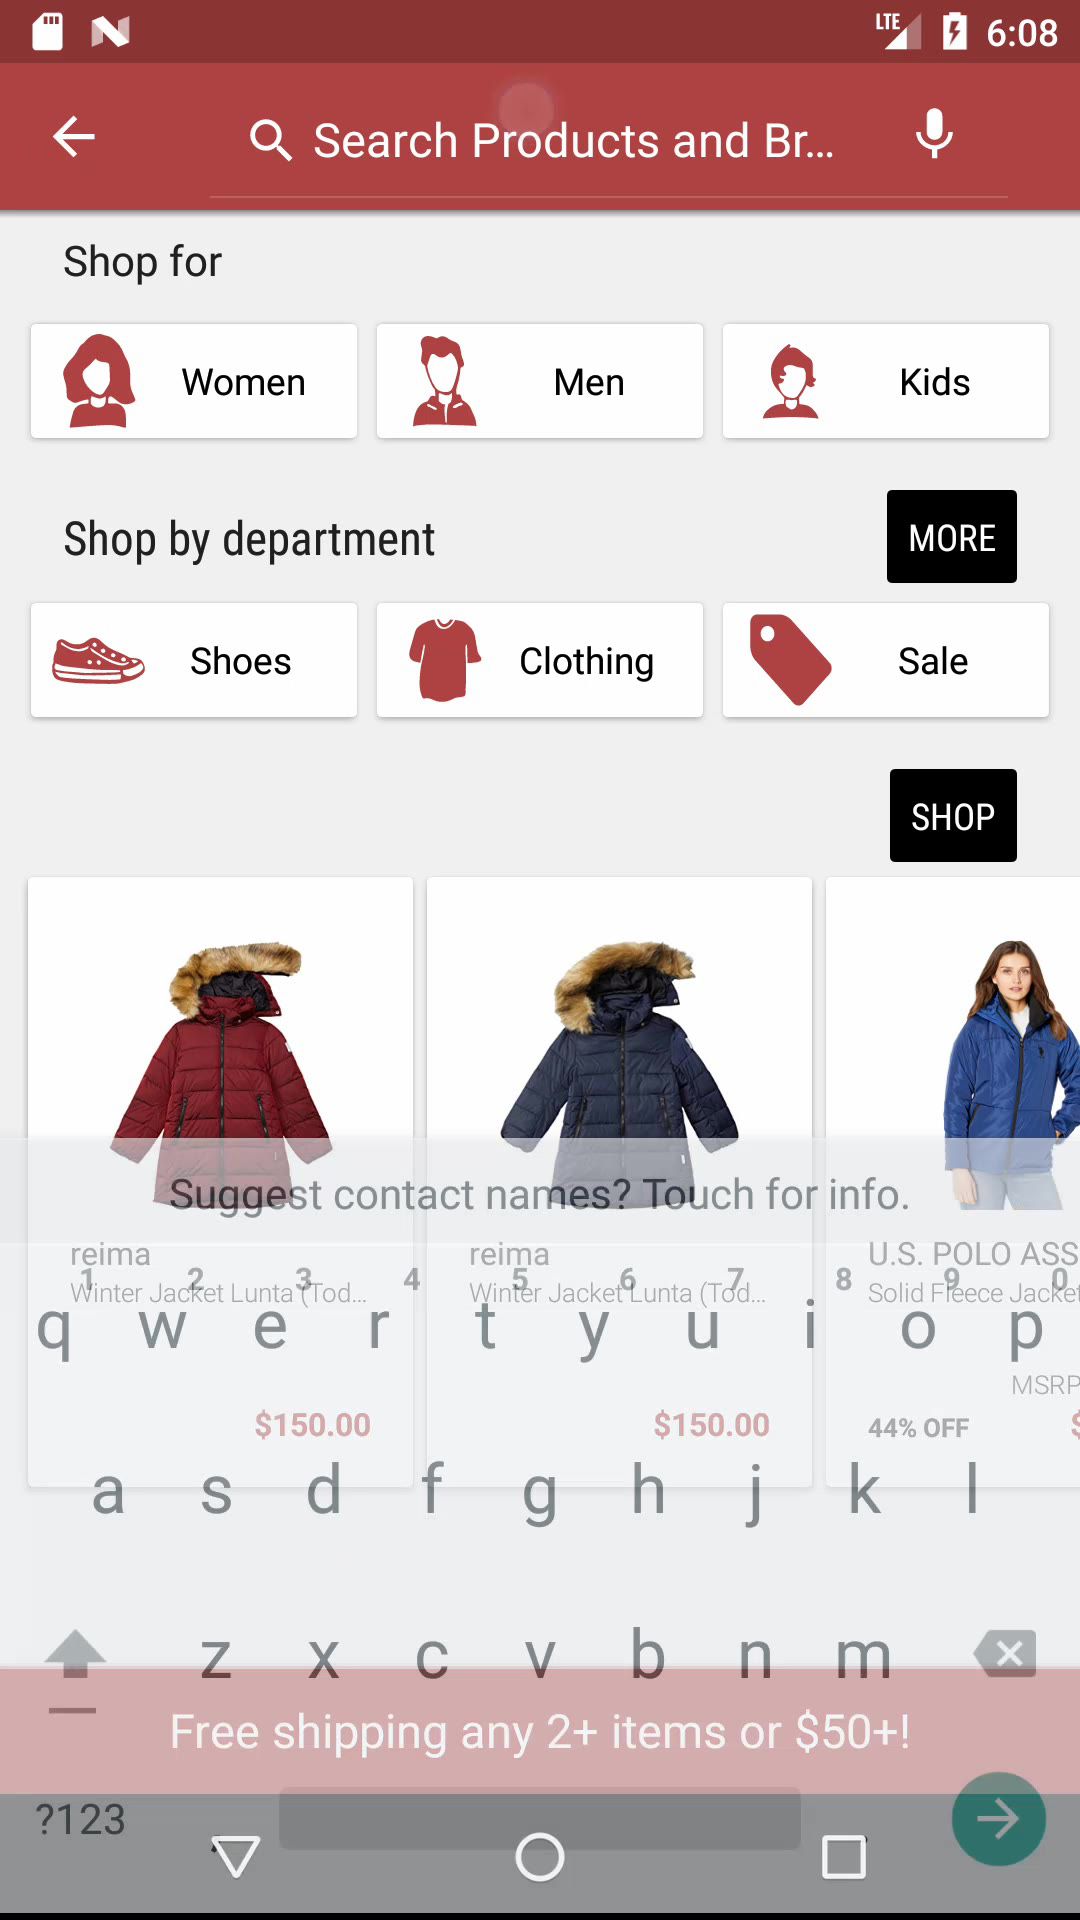 LTE 6:08
Search Products and Br...
Shop for
Women Men Kids
Shop by department MORE
Shoes Clothing Sale
SHOP
Suggest contact names? Touch for info.
reima reima U.S. POLO ASS
Winter Jacket Lunta (Tod... Winter Jacket Lunta (Tod... Solid Fleece Jacket
1 2 3 4 5 6 7 8 9 0
q w e r t y u i o p
MSRP
$150.00 $150.00 44% OFF $
a s d f g h j k l
z x c v b n m
Free shipping any 2+ items or $50+!
?123